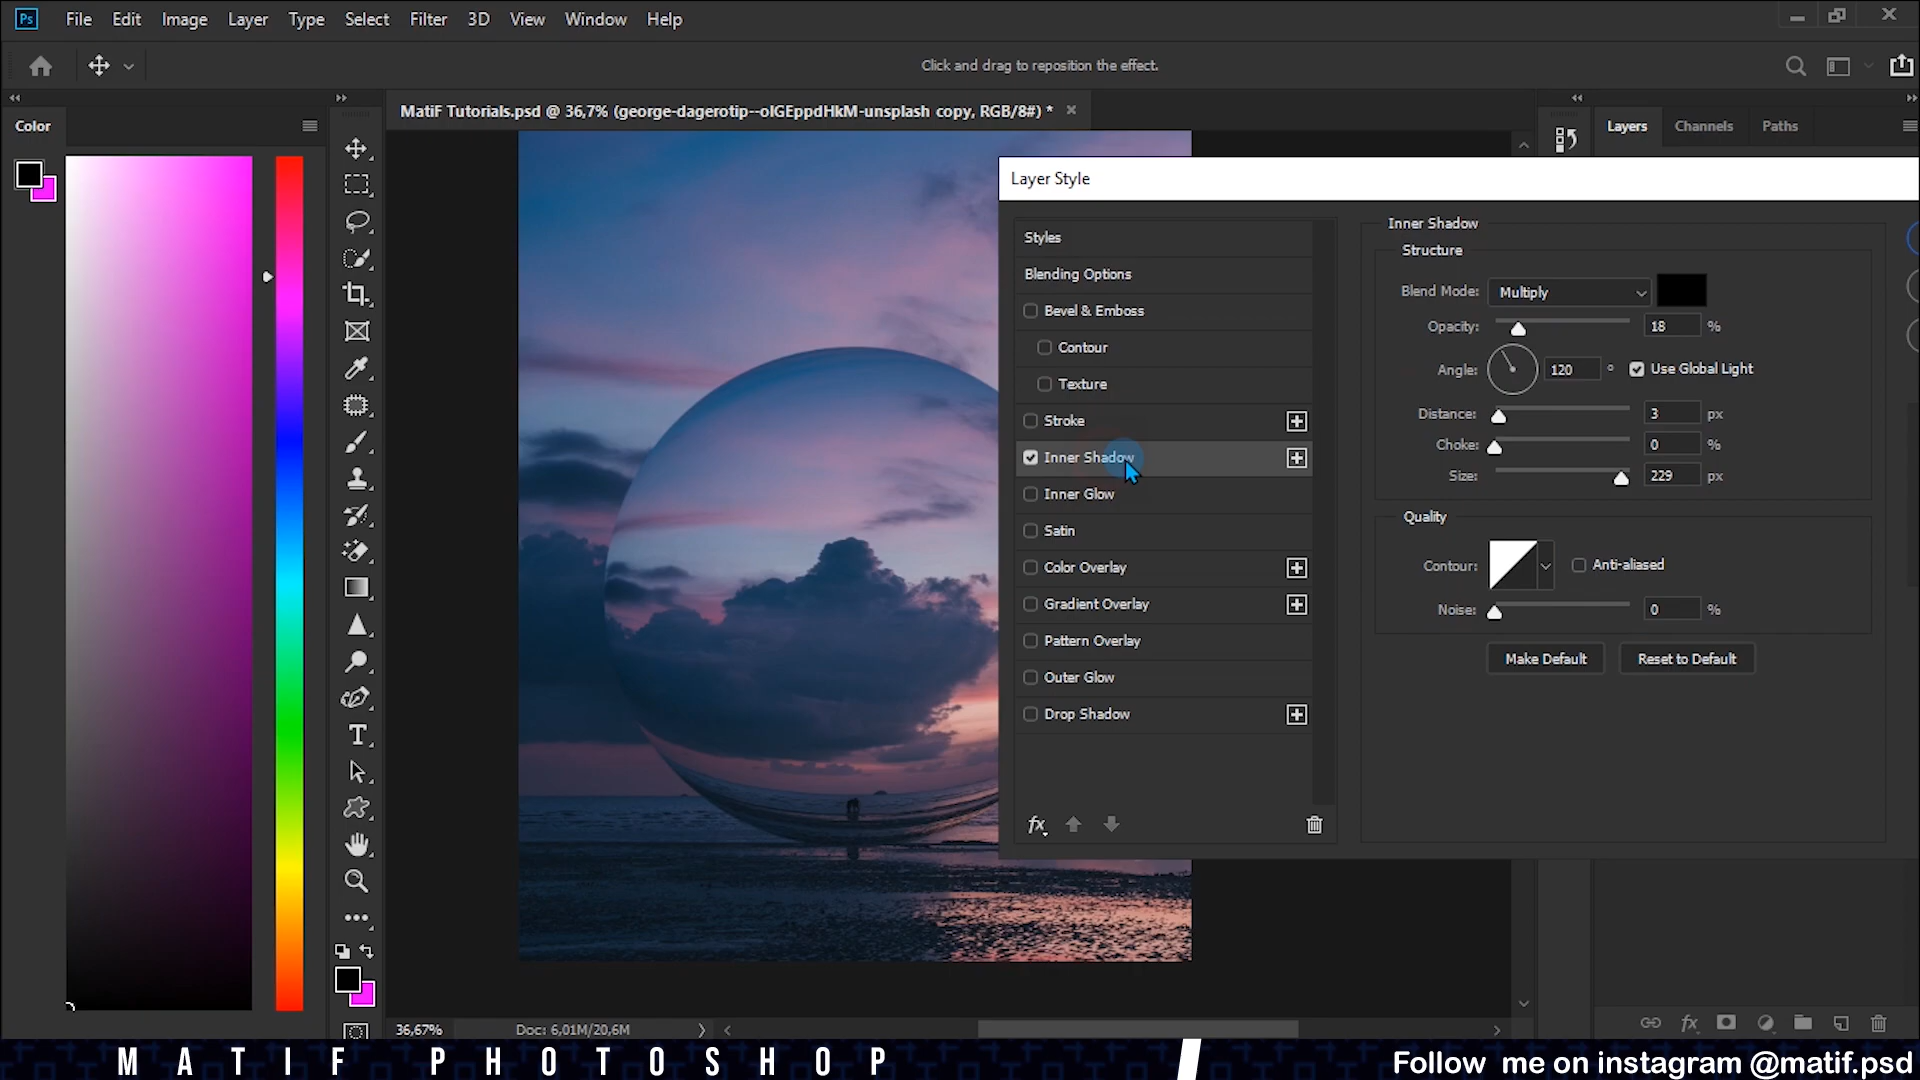 Ps File Edit Image Layer Type Select Filter 3D View Window Help
Click and drag to reposition the effect.
Color
MatiF Tutorials.psd @ 36,7% (george-dagerotip--olGEppdHkM-unsplash copy, RGB/8#) *
Layers Channels Paths
Layer Style
Styles
Blending Options
Bevel & Emboss
Contour
Texture
Stroke
Inner Shadow
Inner Glow
Satin
Color Overlay
Gradient Overlay
Pattern Overlay
Outer Glow
Drop Shadow
fx
Inner Shadow
Structure
Blend Mode: Multiply
Opacity: 18 %
Angle: 120 ° Use Global Light
Distance: 3 px
Choke: 0 %
Size: 229 px
Quality
Contour: Anti-aliased
Noise: 0 %
Make Default Reset to Default
36,67% Doc: 6,01M/20,6M
fx
MATIF PHOTOSHOP
Follow me on instagram @matif.psd